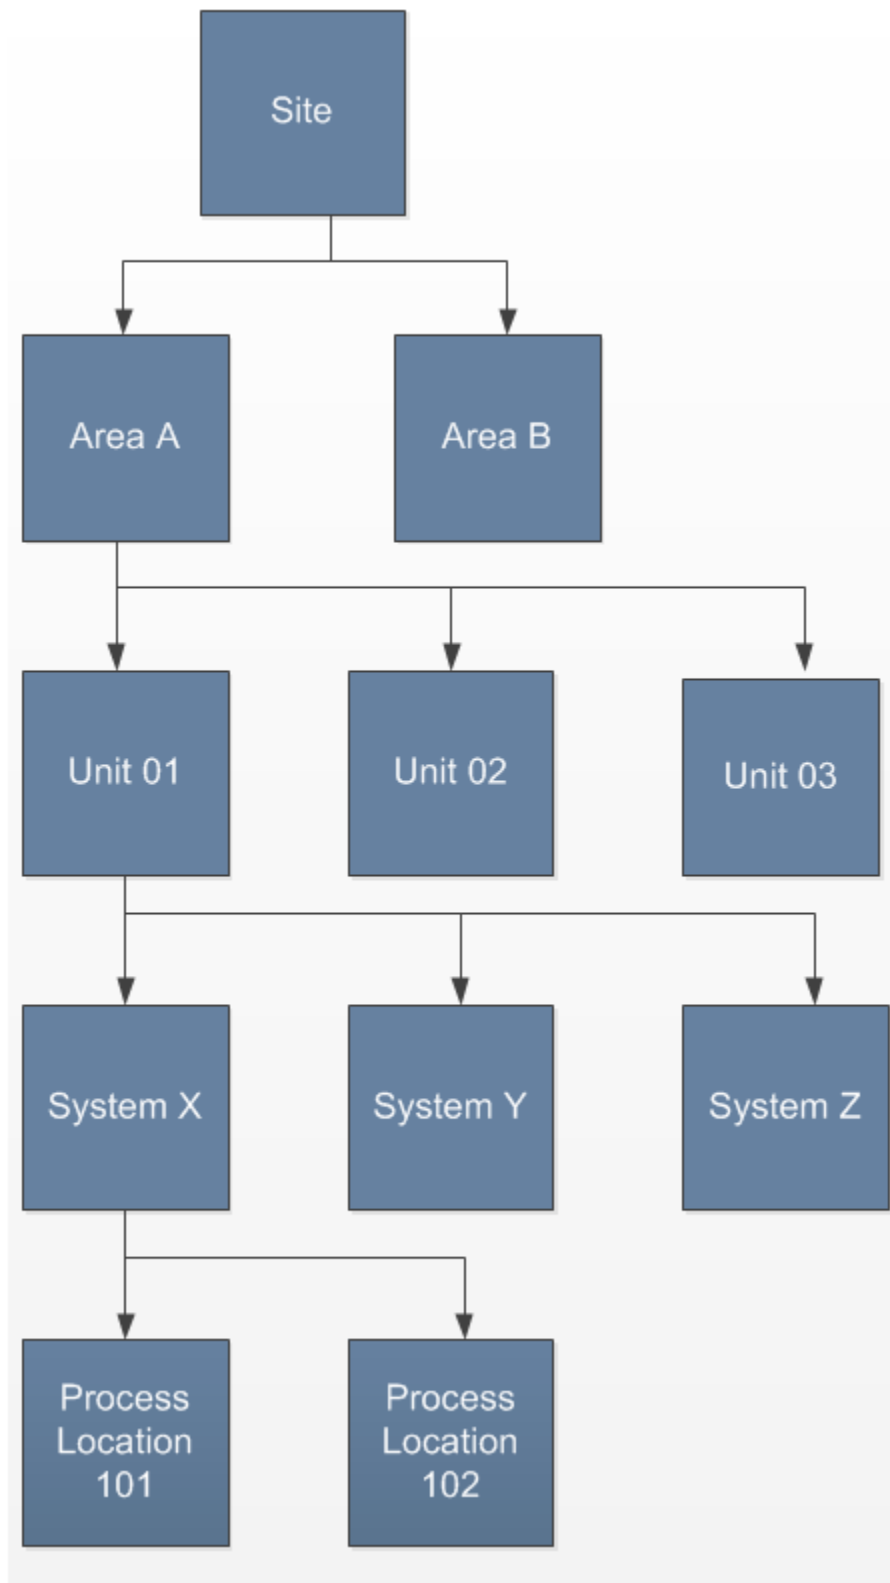 Site
Area A
Area B
Unit 01
Unit 02
Unit 03
System X
System Y
System Z
Process
Location
101
Process
Location
102